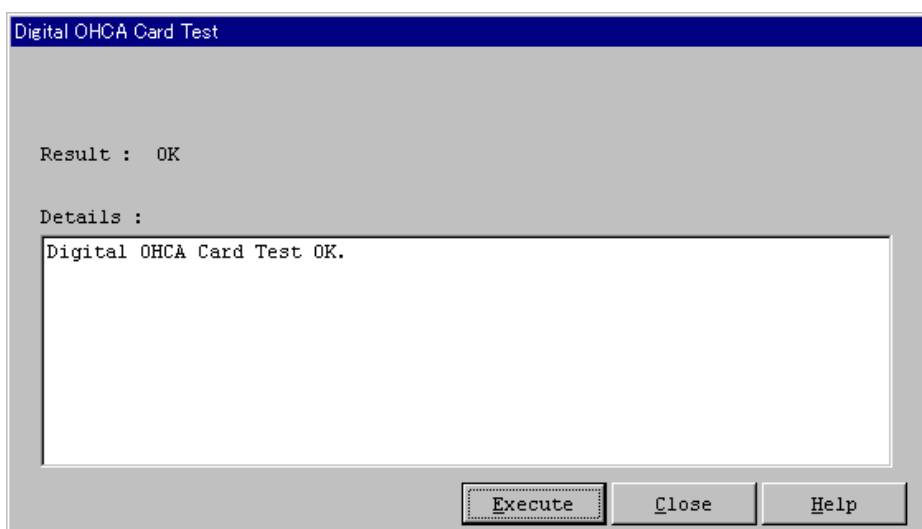 Digital OHCA Card Test
Result :  OK
Details :
Digital OHCA Card Test OK.
Execute
Close
Help